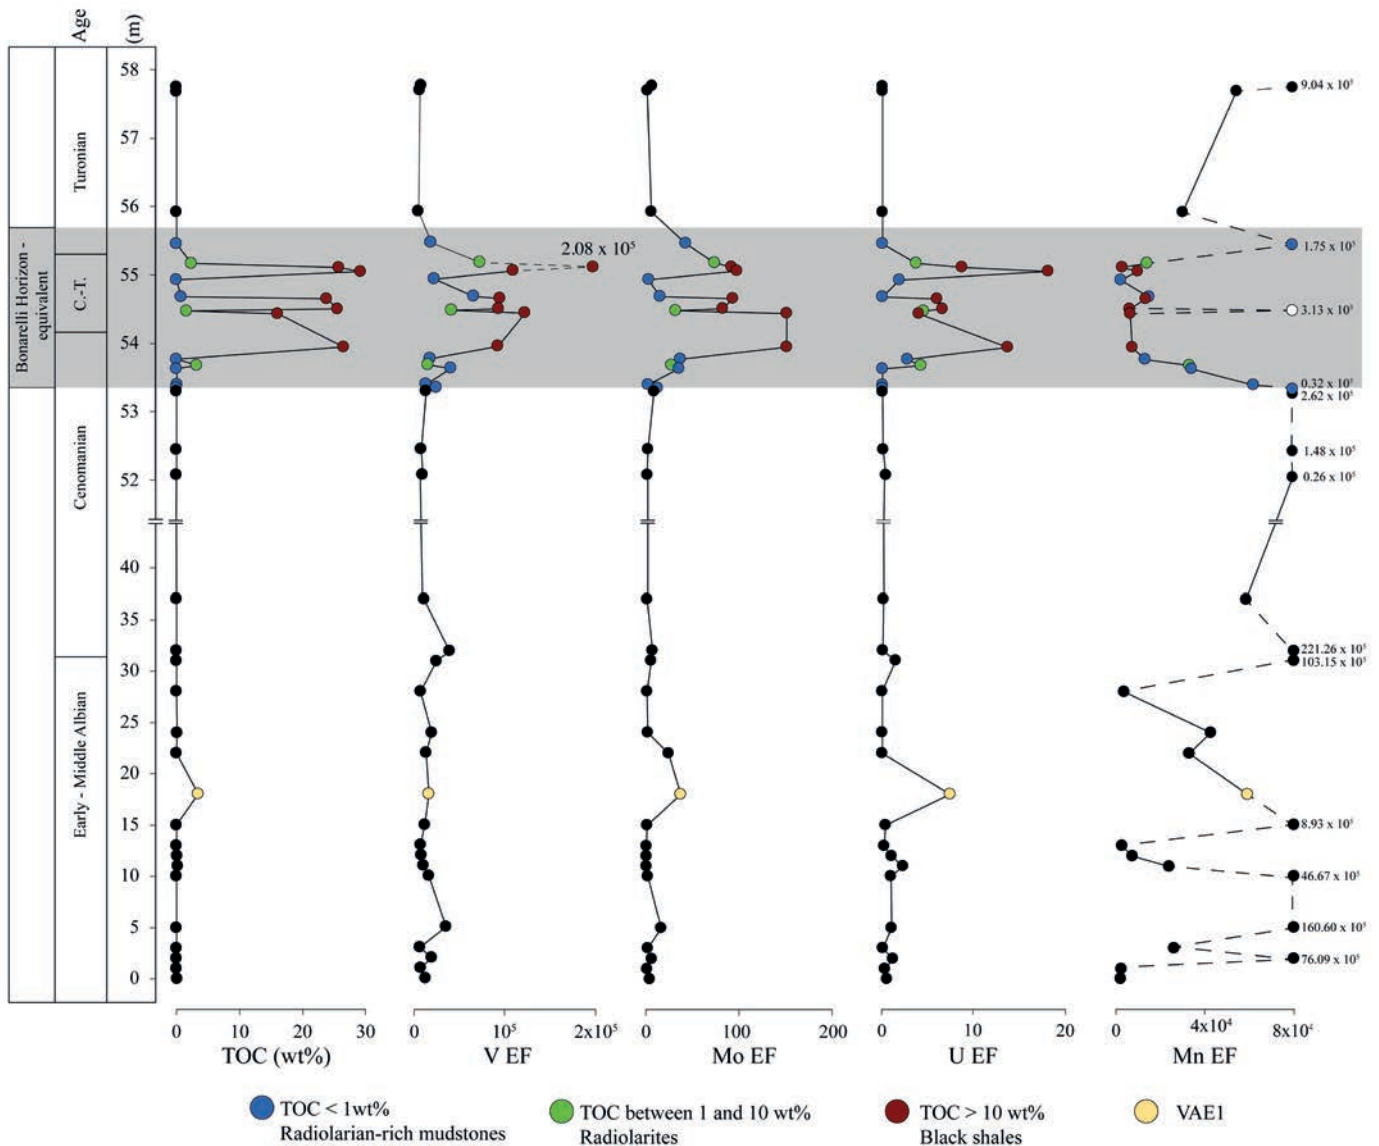 Age
(m)
Turonian
C.-T.
Cenomanian
Early - Middle Albian
Bonarelli Horizon -
equivalent
58
57
56
55
54
53
52
40
35
30
25
20
15
10
5
3
2
1
0
2.08 x 10⁵
9.04 x 10⁵
1.75 x 10⁵
3.13 x 10⁵
0.32 x 10⁵
2.62 x 10⁵
1.48 x 10⁵
0.26 x 10⁵
221.26 x 10⁵
103.15 x 10⁵
8.93 x 10⁵
46.67 x 10⁵
160.60 x 10⁵
76.09 x 10⁵
0 10 20 30
TOC (wt%)
0 10⁵ 2x10⁵
V EF
0 100 200
Mo EF
0 10 20
U EF
0 4x10⁴ 8x10⁴
Mn EF
TOC < 1wt%
Radiolarian-rich mudstones
TOC between 1 and 10 wt%
Radiolarites
TOC > 10 wt%
Black shales
VAE1